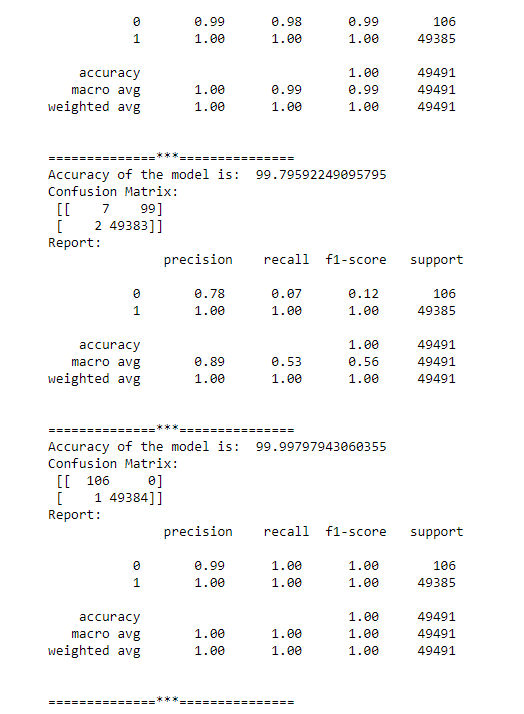 0       0.99      0.98      0.99       106
           1       1.00      1.00      1.00     49385

    accuracy                           1.00     49491
   macro avg       1.00      0.99      0.99     49491
weighted avg       1.00      1.00      1.00     49491

==============***===============
Accuracy of the model is:  99.79592249095795
Confusion Matrix:
 [[    7    99]
 [    2 49383]]
Report:
               precision    recall  f1-score   support

           0       0.78      0.07      0.12       106
           1       1.00      1.00      1.00     49385

    accuracy                           1.00     49491
   macro avg       0.89      0.53      0.56     49491
weighted avg       1.00      1.00      1.00     49491

==============***===============
Accuracy of the model is:  99.99797943060355
Confusion Matrix:
 [[  106     0]
 [    1 49384]]
Report:
               precision    recall  f1-score   support

           0       0.99      1.00      1.00       106
           1       1.00      1.00      1.00     49385

    accuracy                           1.00     49491
   macro avg       1.00      1.00      1.00     49491
weighted avg       1.00      1.00      1.00     49491

==============***===============